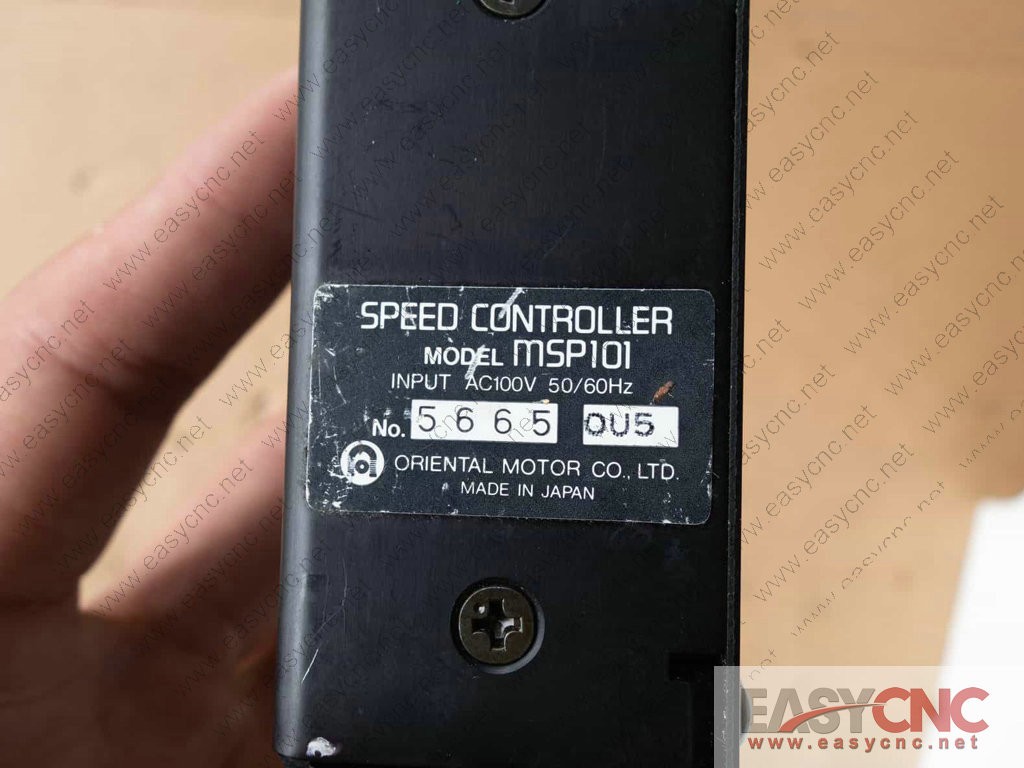 SPEED CONTROLLER
MODEL MSP101
INPUT AC100V 50/60Hz
No. 5665 0U5
ORIENTAL MOTOR CO., LTD.
MADE IN JAPAN
EASYCNC
www.easycnc.net